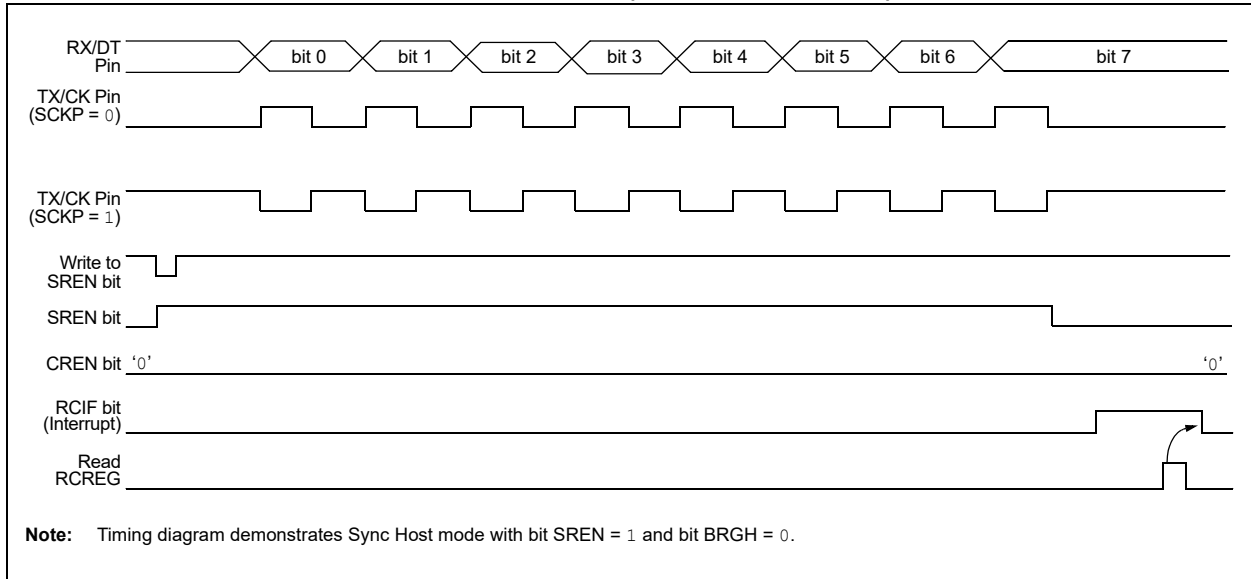 RX/DT
Pin
bit 0
bit 1
bit 2
bit 3
bit 4
bit 5
bit 6
bit 7
TX/CK Pin
(SCKP = 0)
TX/CK Pin
(SCKP = 1)
Write to
SREN bit
SREN bit
CREN bit
‘0’
‘0’
RCIF bit
(Interrupt)
Read
RCREG
Note: Timing diagram demonstrates Sync Host mode with bit SREN = 1 and bit BRGH = 0.